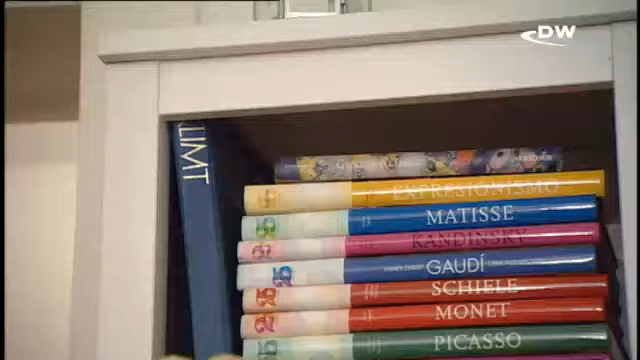 DW
LIMT
EXPRESIONISMO
MATISSE
KANDINSKY
GAUDÍ
SCHIELE
MONET
PICASSO